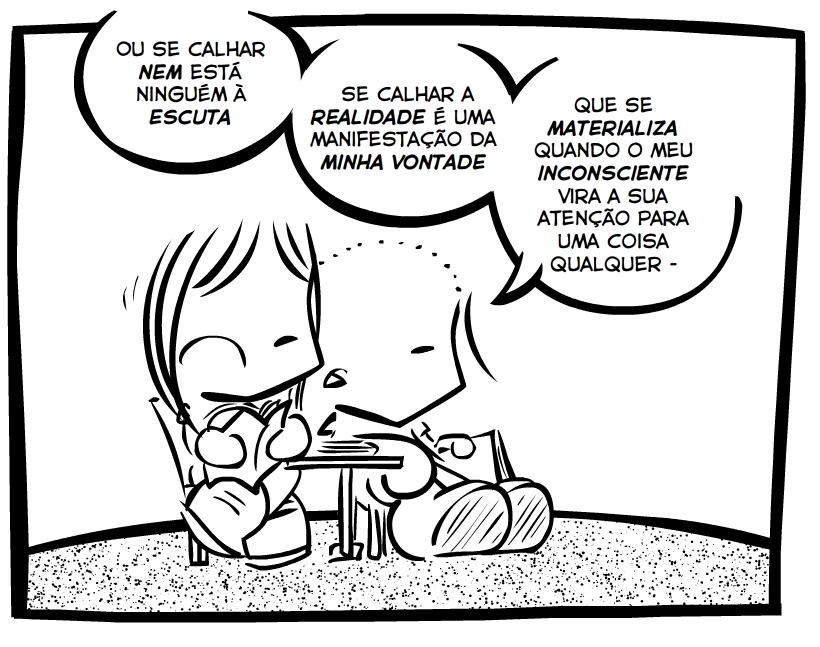 OU SE CALHAR
NEM ESTÁ
NINGUÉM À
ESCUTA
SE CALHAR A
REALIDADE É UMA
MANIFESTAÇÃO DA
MINHA VONTADE
QUE SE
MATERIALIZA
QUANDO O MEU
INCONSCIENTE
VIRA A SUA
ATENÇÃO PARA
UMA COISA
QUALQUER -